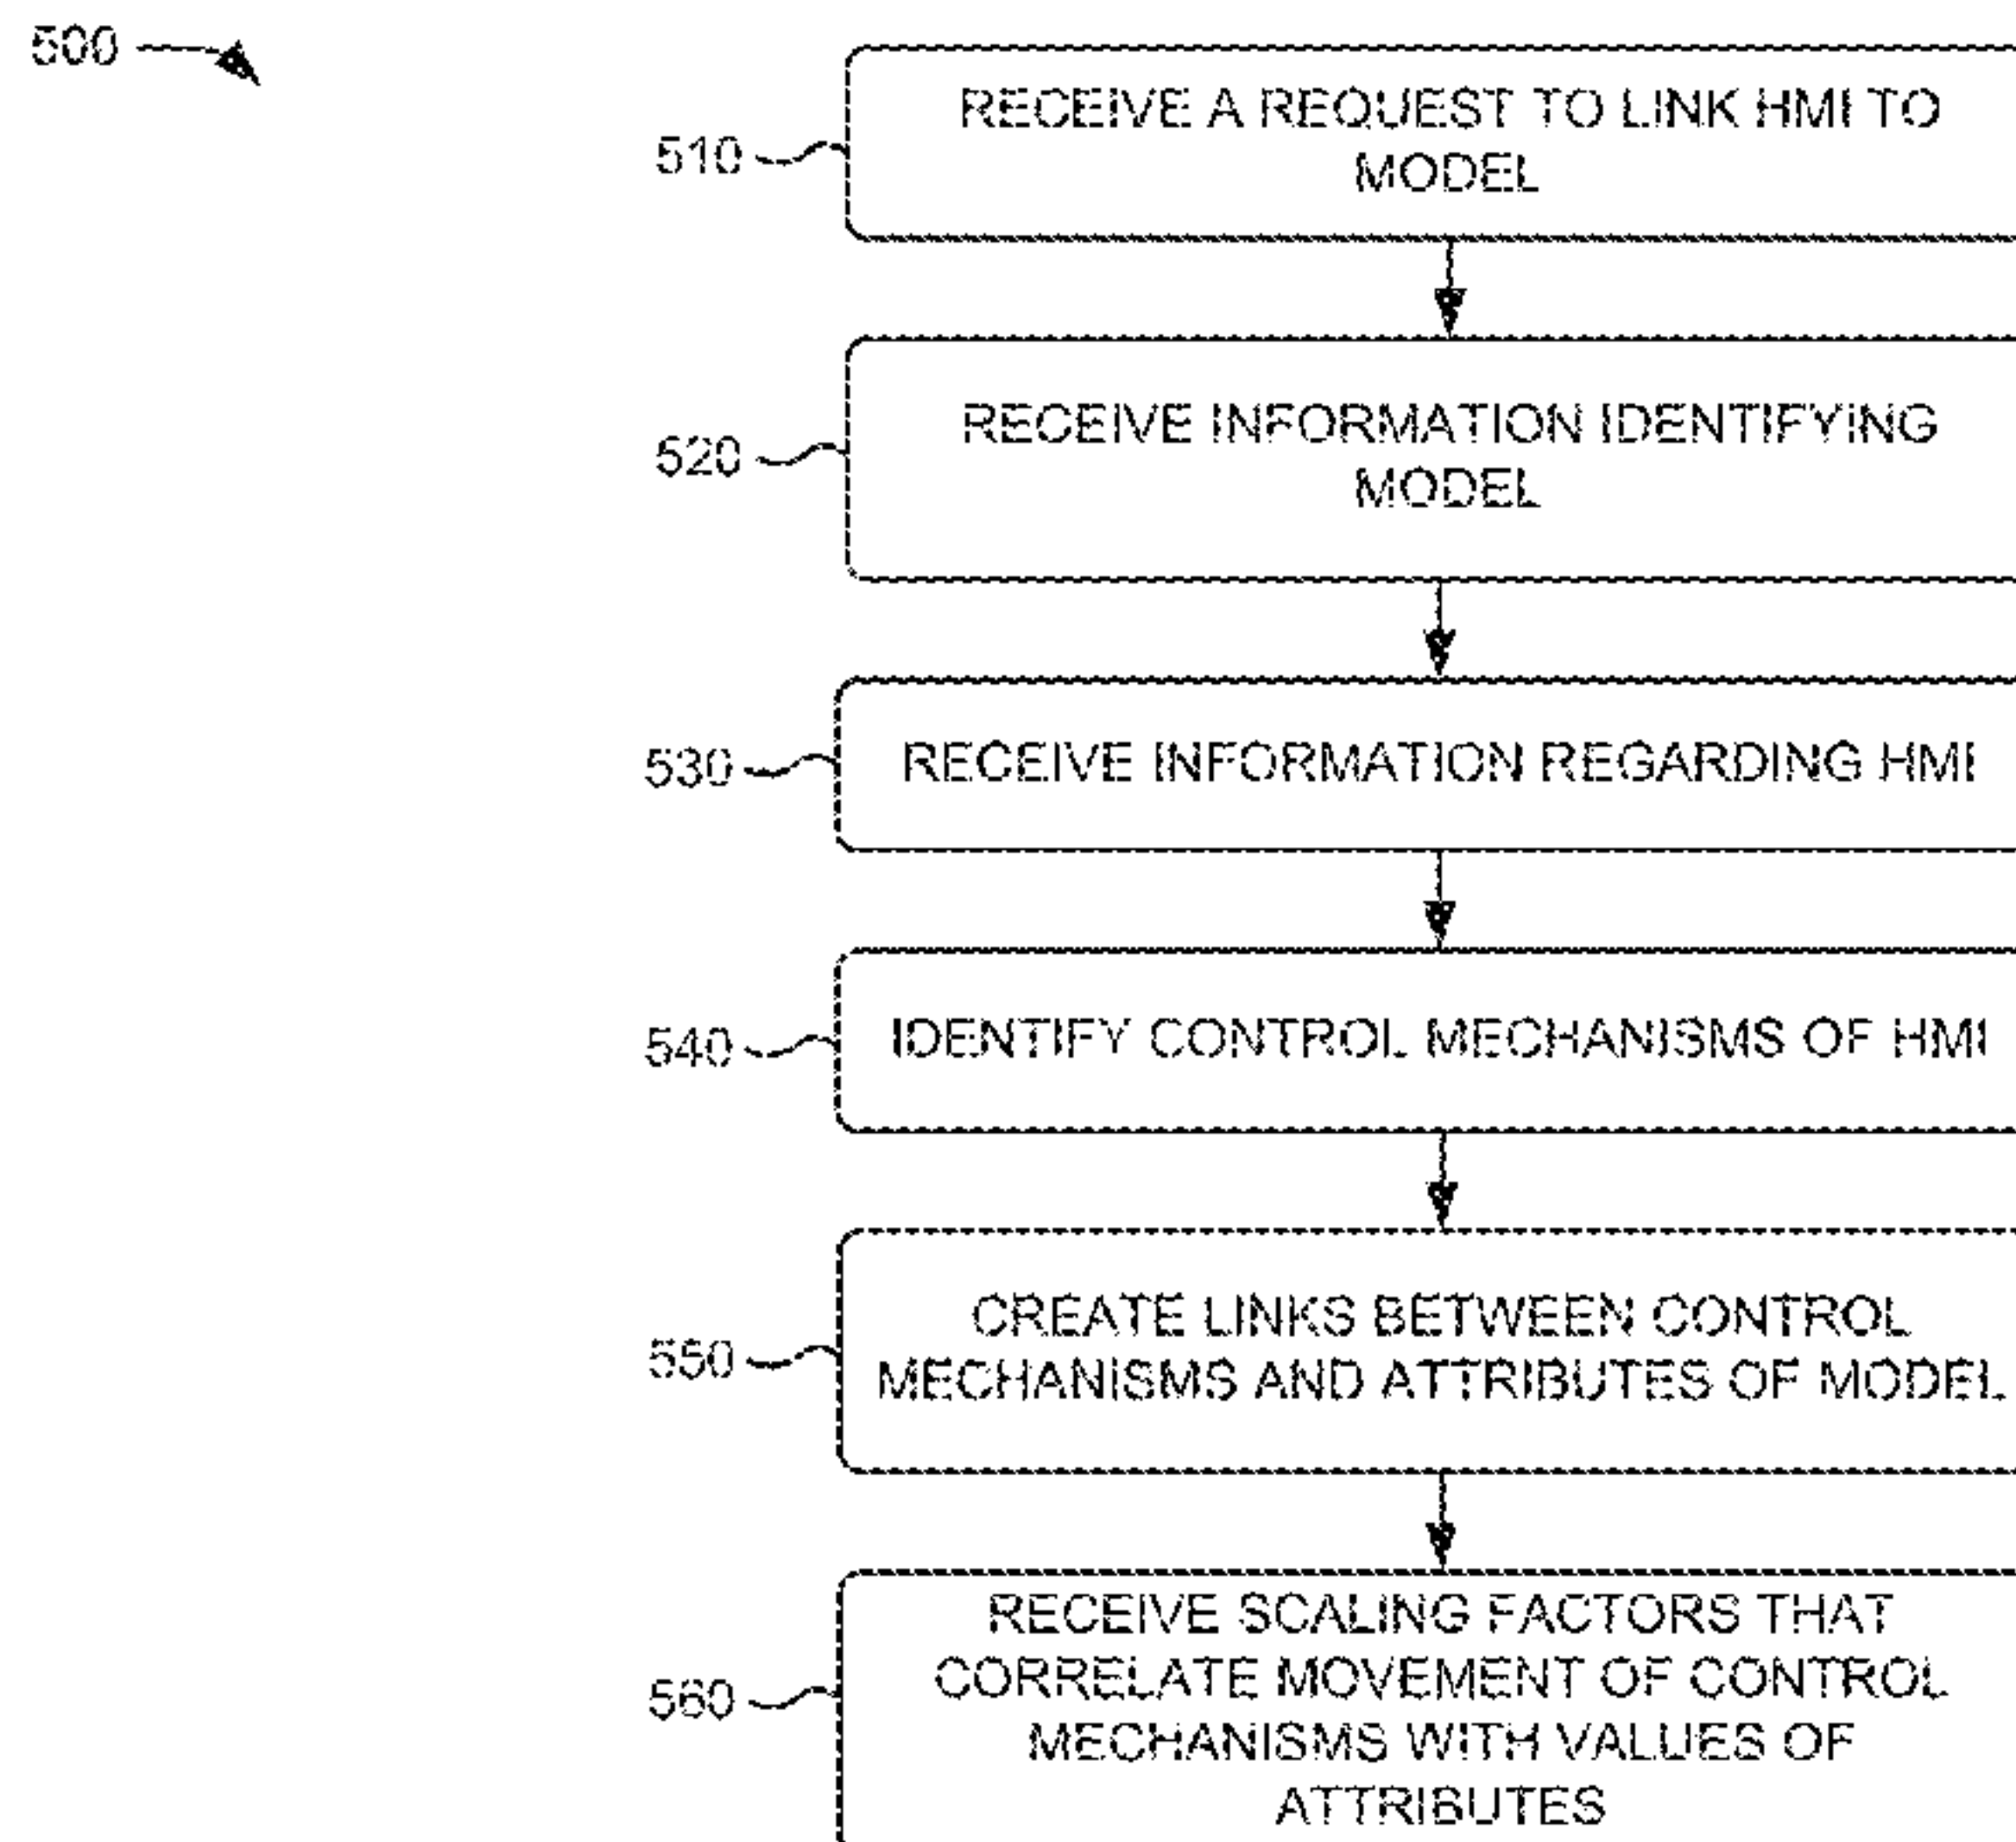 500
510
RECEIVE A REQUEST TO LINK HMI TO
MODEL
520
RECEIVE INFORMATION IDENTIFYING
MODEL
530
RECEIVE INFORMATION REGARDING HMI
540
IDENTIFY CONTROL MECHANISMS OF HMI
550
CREATE LINKS BETWEEN CONTROL
MECHANISMS AND ATTRIBUTES OF MODEL
560
RECEIVE SCALING FACTORS THAT
CORRELATE MOVEMENT OF CONTROL
MECHANISMS WITH VALUES OF
ATTRIBUTES